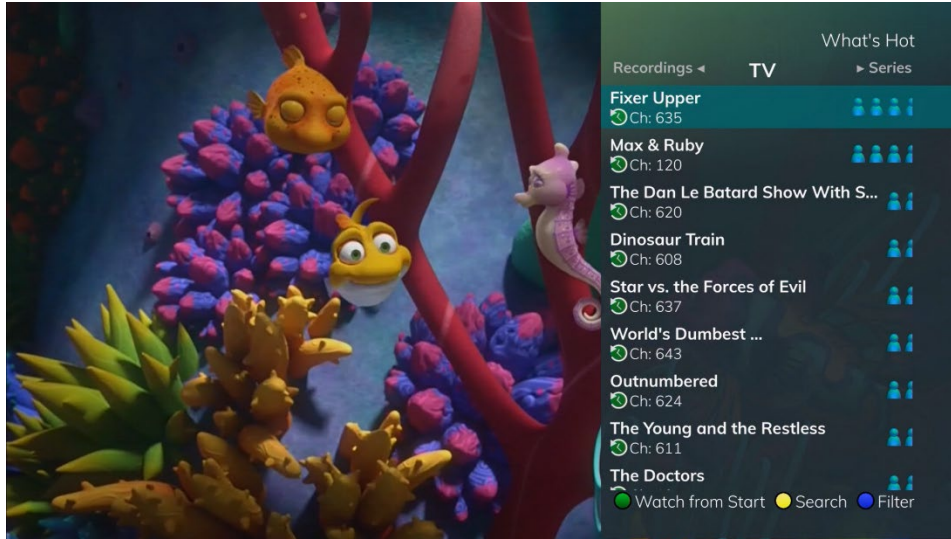 What's Hot
Recordings ◂ TV ▸ Series
Fixer Upper
Ch: 635
Max & Ruby
Ch: 120
The Dan Le Batard Show With S...
Ch: 620
Dinosaur Train
Ch: 608
Star vs. the Forces of Evil
Ch: 637
World's Dumbest ...
Ch: 643
Outnumbered
Ch: 624
The Young and the Restless
Ch: 611
The Doctors
Watch from Start Search Filter